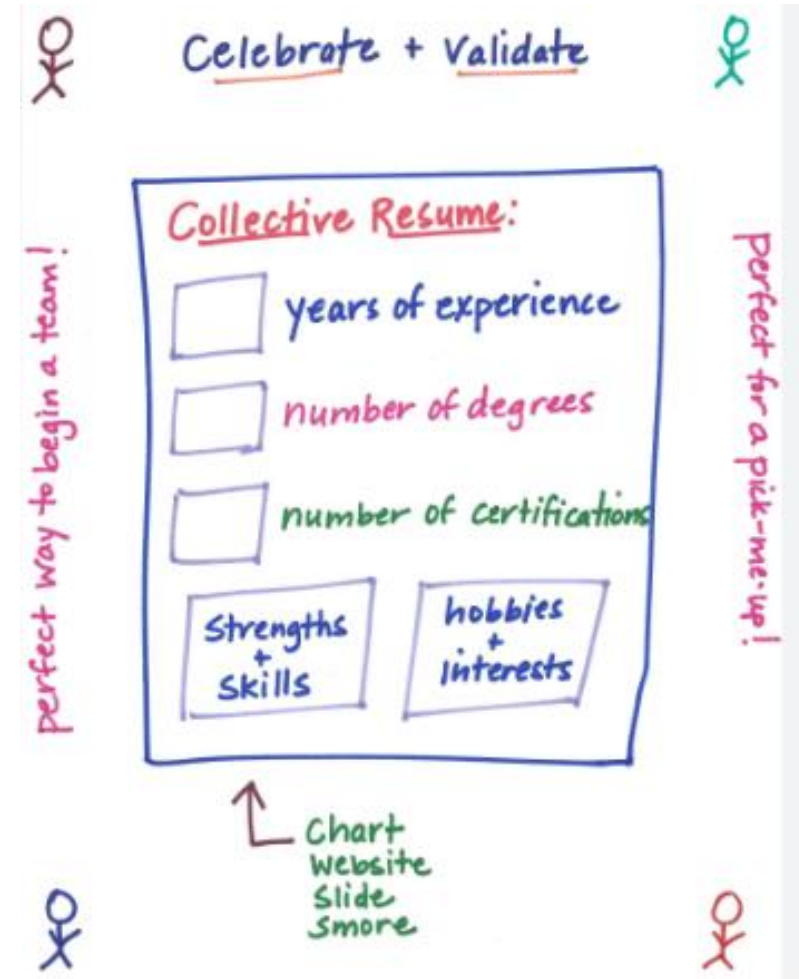 Celebrate + Validate
perfect way to begin a team!
Collective Resume:
years of experience
number of degrees
number of certifications
Strengths
+
Skills
hobbies
+
interests
perfect for a pick-me-up!
Chart
Website
Slide
Smore